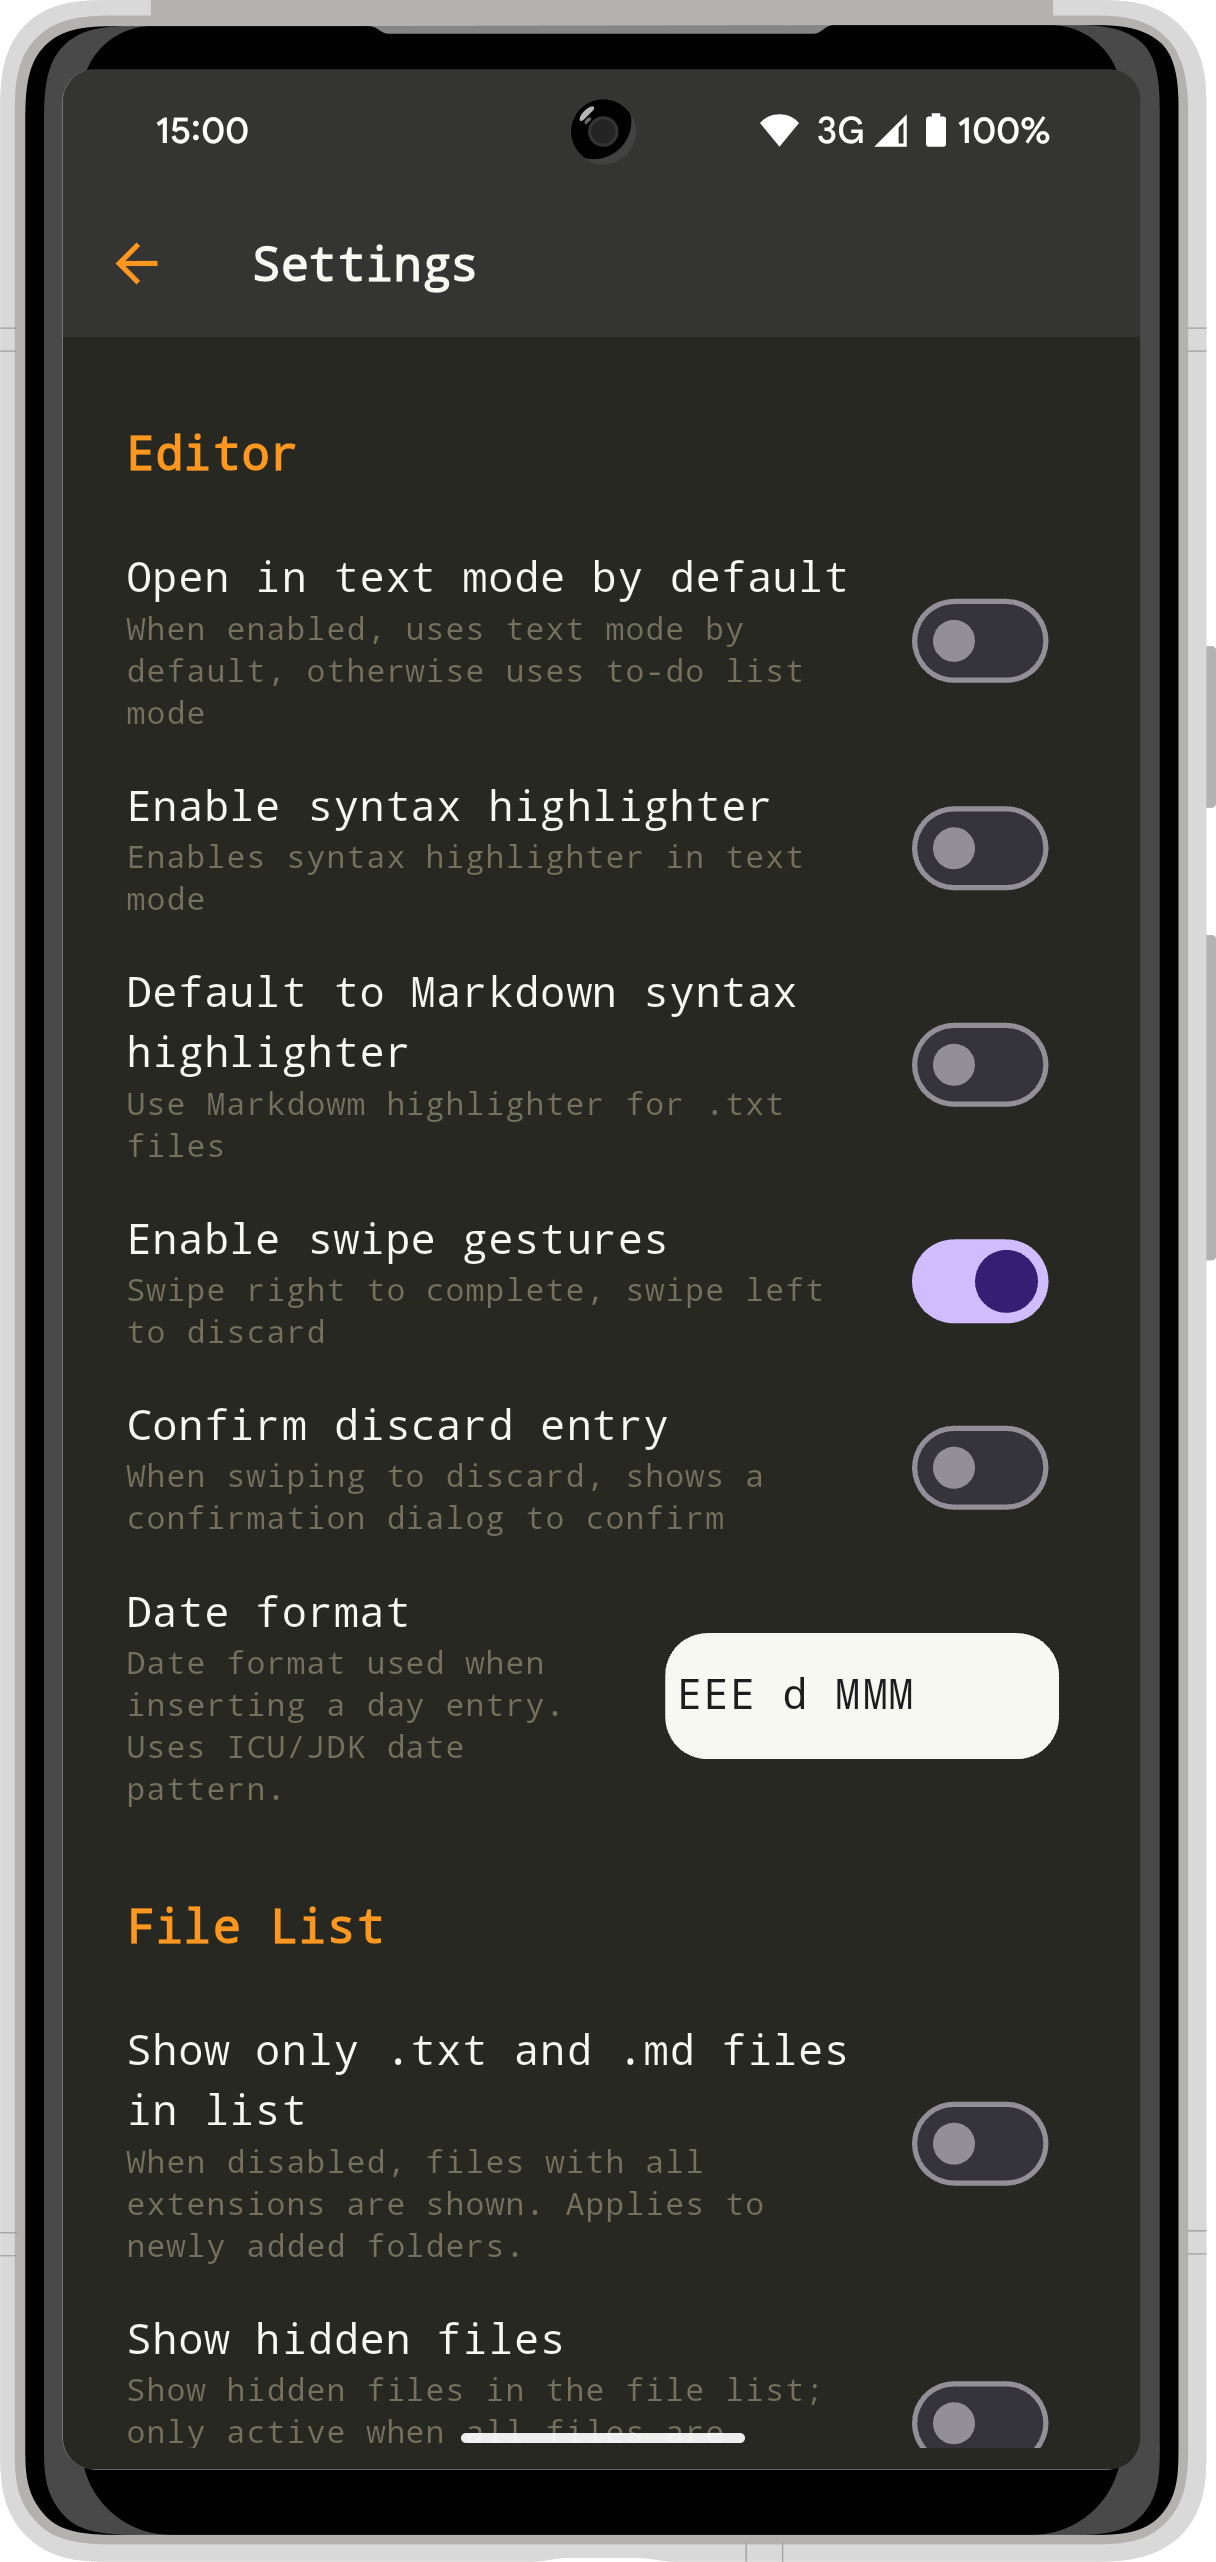 15:00 3G 100%
Settings
Editor
Open in text mode by default
When enabled, uses text mode by
default, otherwise uses to-do list
mode
Enable syntax highlighter
Enables syntax highlighter in text
mode
Default to Markdown syntax
highlighter
Use Markdowm highlighter for .txt
files
Enable swipe gestures
Swipe right to complete, swipe left
to discard
Confirm discard entry
When swiping to discard, shows a
confirmation dialog to confirm
Date format
Date format used when
inserting a day entry.
Uses ICU/JDK date
pattern.
EEE d MMM
File List
Show only .txt and .md files
in list
When disabled, files with all
extensions are shown. Applies to
newly added folders.
Show hidden files
Show hidden files in the file list;
only active when all files are